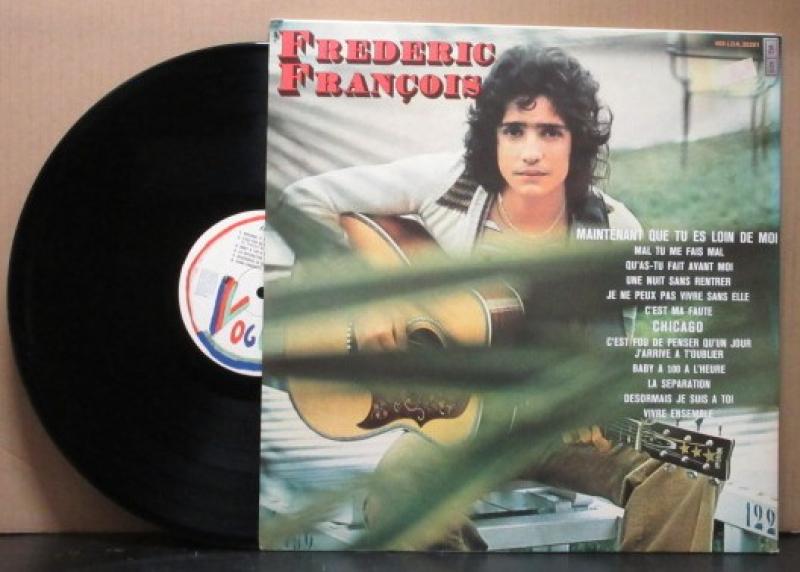 FREDERIC
FRANÇOIS
MAINTENANT QUE TU ES LOIN DE MOI
MAL TU ME FAIS MAL
QU'AS-TU FAIT AVANT MOI
UNE NUIT SANS RENTRER
JE NE PEUX PAS VIVRE SANS ELLE
C'EST MA FAUTE
CHICAGO
C'EST FOU DE PENSER QU'UN JOUR
J'ARRIVE A T'OUBLIER
BABY A 100 A L'HEURE
LA SEPARATION
DESORMAIS JE SUIS A TOI
VIVRE ENSEMBLE
122
VOG